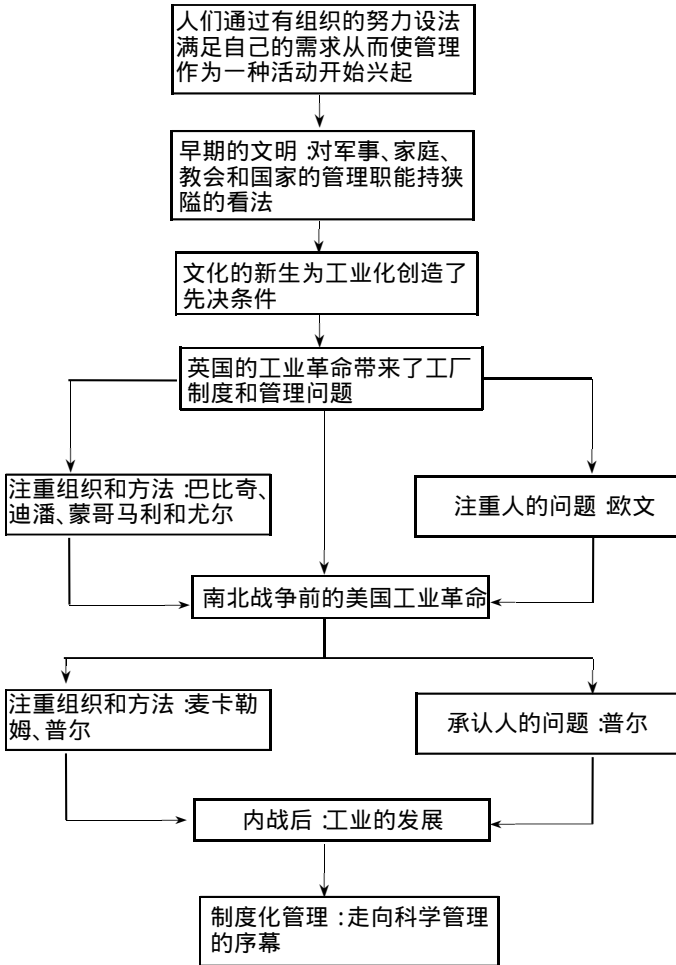 人们通过有组织的努力设法
满足自己的需求从而使管理
作为一种活动开始兴起
早期的文明:对军事、家庭、
教会和国家的管理职能持狭
隘的看法
文化的新生为工业化创造了
先决条件
英国的工业革命带来了工厂
制度和管理问题
注重组织和方法:巴比奇、
迪潘、蒙哥马利和尤尔
注重人的问题:欧文
南北战争前的美国工业革命
注重组织和方法:麦卡勒
姆、普尔
承认人的问题:普尔
内战后:工业的发展
制度化管理:走向科学管理
的序幕